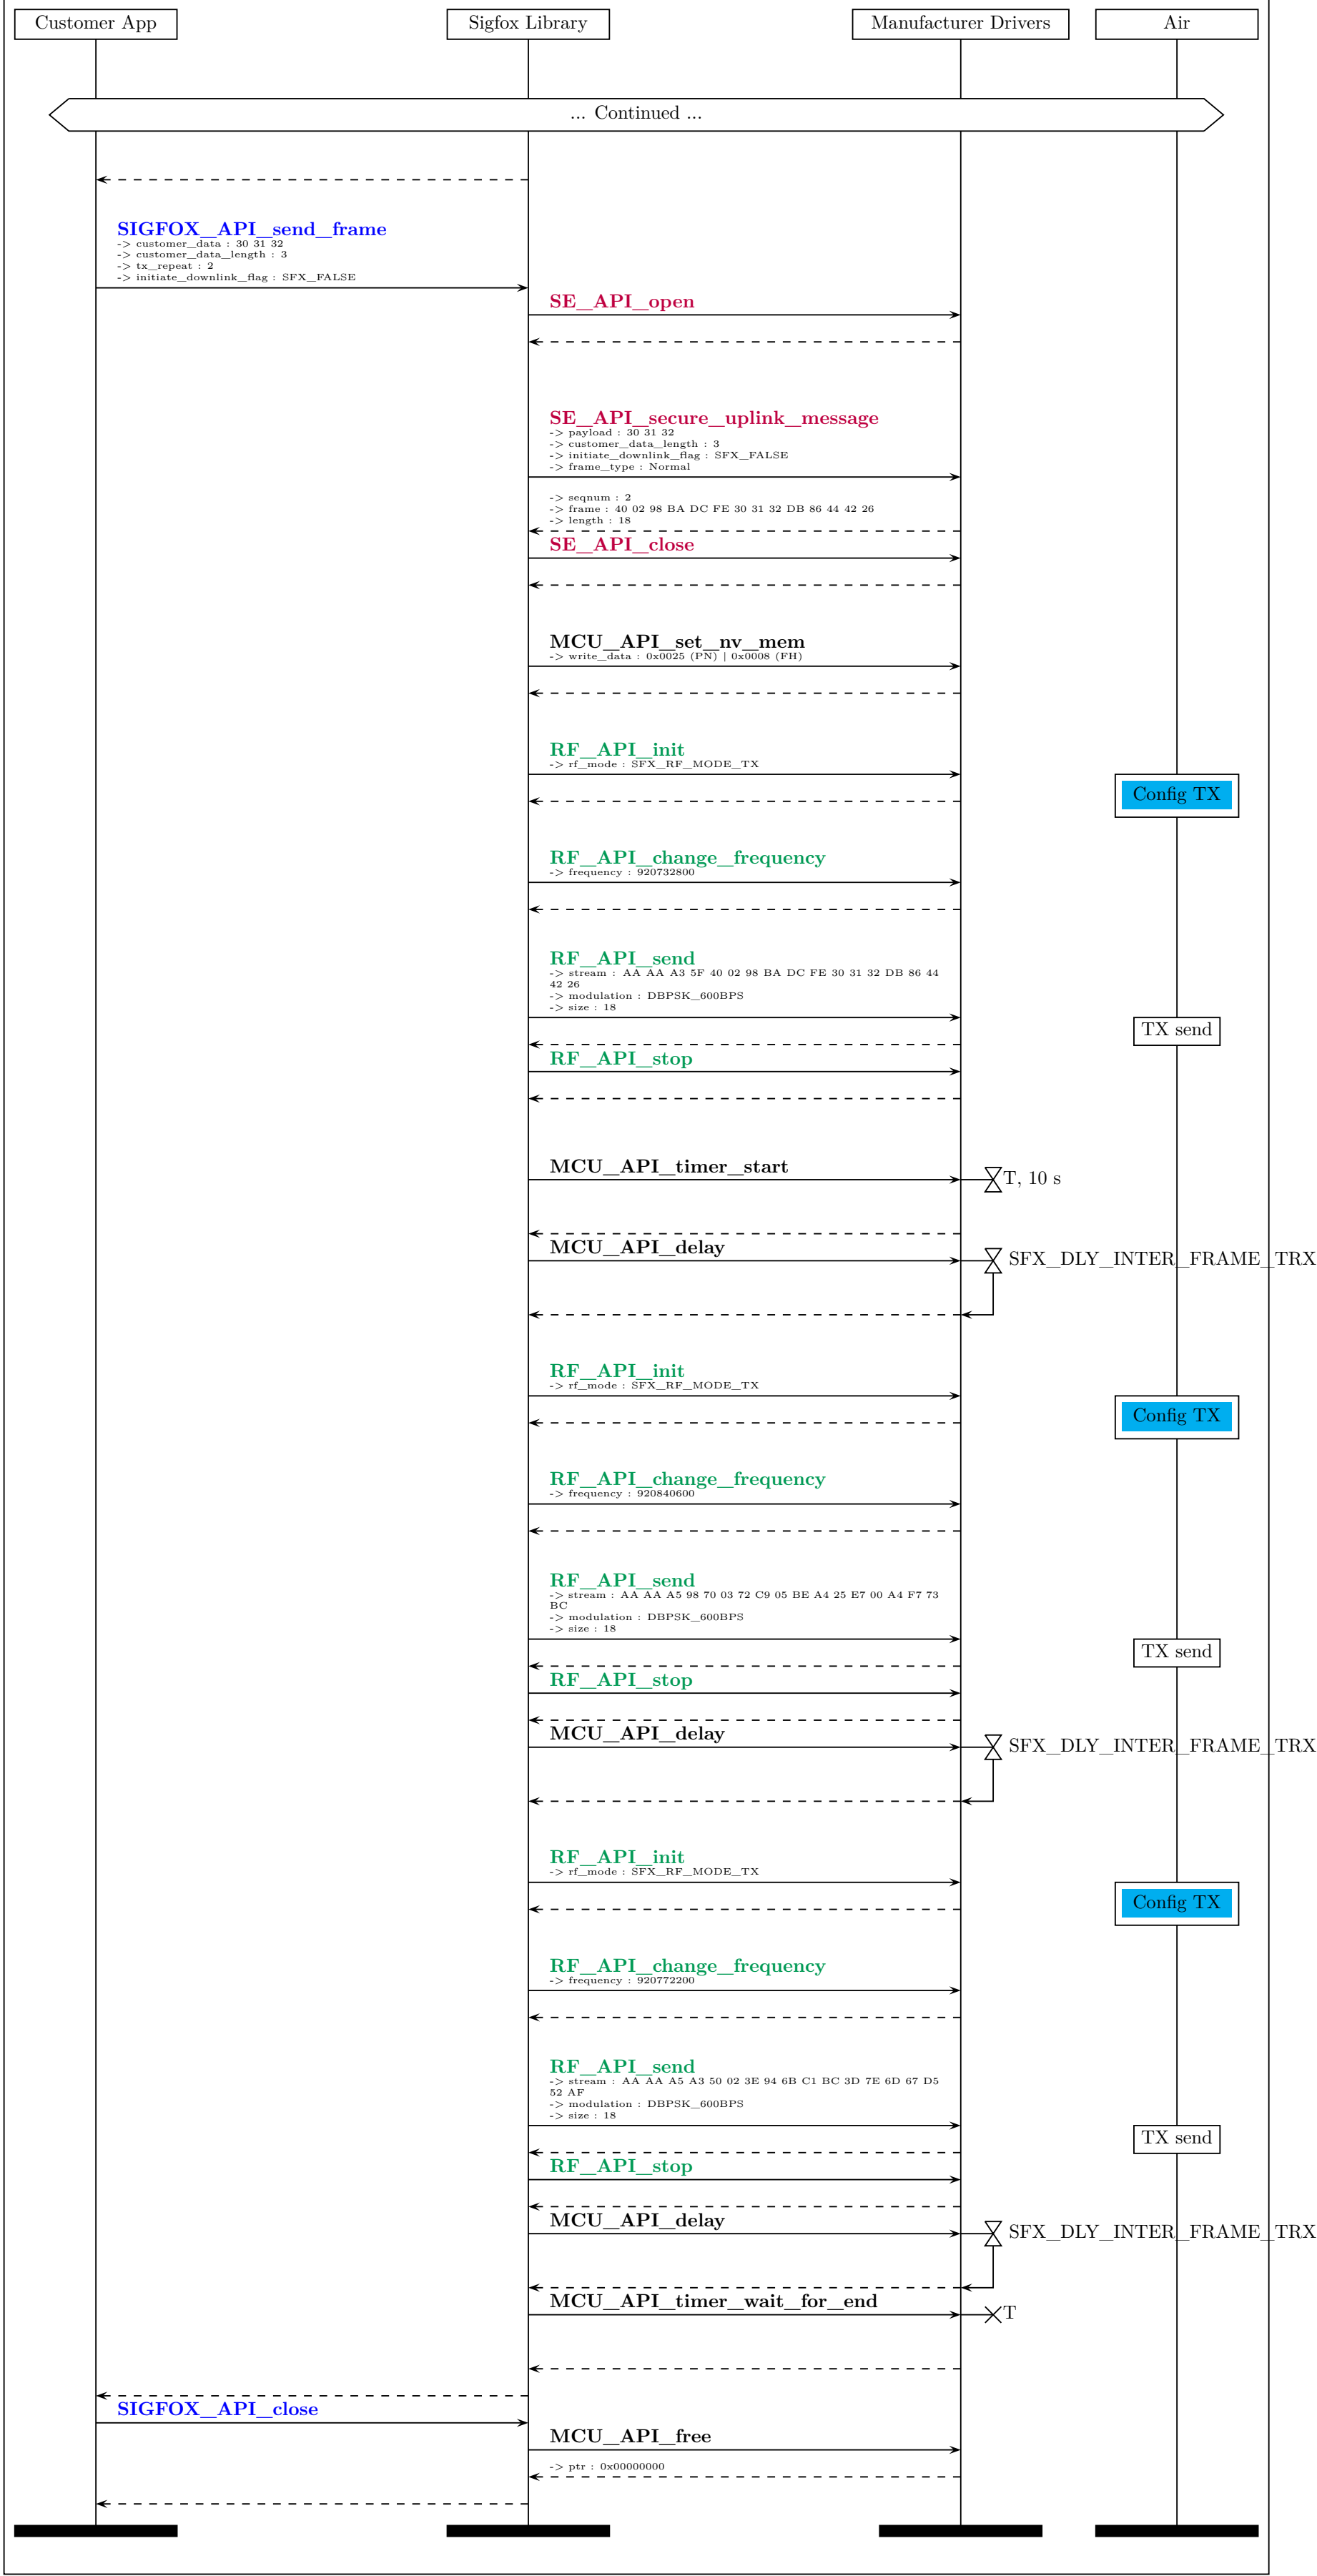 Customer App
Sigfox Library
Manufacturer Drivers
Air
... Continued ...
SIGFOX_API_send_frame
-> customer_data : 30 31 32
-> customer_data_length : 3
-> tx_repeat : 2
-> initiate_downlink_flag : SFX_FALSE
SE_API_open
SE_API_secure_uplink_message
-> payload : 30 31 32
-> customer_data_length : 3
-> initiate_downlink_flag : SFX_FALSE
-> frame_type : Normal
-> seqnum : 2
-> frame : 40 02 98 BA DC FE 30 31 32 DB 86 44 42 26
-> length : 18
SE_API_close
MCU_API_set_nv_mem
-> write_data : 0x0025 (PN) | 0x0008 (FH)
RF_API_init
-> rf_mode : SFX_RF_MODE_TX
Config TX
RF_API_change_frequency
-> frequency : 920732800
RF_API_send
-> stream : AA AA A3 5F 40 02 98 BA DC FE 30 31 32 DB 86 44
42 26
-> modulation : DBPSK_600BPS
-> size : 18
TX send
RF_API_stop
MCU_API_timer_start
T, 10 s
MCU_API_delay
SFX_DLY_INTER_FRAME_TRX
RF_API_init
-> rf_mode : SFX_RF_MODE_TX
Config TX
RF_API_change_frequency
-> frequency : 920840600
RF_API_send
-> stream : AA AA A5 98 70 03 72 C9 05 BE A4 25 E7 00 A4 F7 73
BC
-> modulation : DBPSK_600BPS
-> size : 18
TX send
RF_API_stop
MCU_API_delay
SFX_DLY_INTER_FRAME_TRX
RF_API_init
-> rf_mode : SFX_RF_MODE_TX
Config TX
RF_API_change_frequency
-> frequency : 920772200
RF_API_send
-> stream : AA AA A5 A3 50 02 3E 94 6B C1 BC 3D 7E 6D 67 D5
52 AF
-> modulation : DBPSK_600BPS
-> size : 18
TX send
RF_API_stop
MCU_API_delay
SFX_DLY_INTER_FRAME_TRX
MCU_API_timer_wait_for_end
T
SIGFOX_API_close
MCU_API_free
-> ptr : 0x00000000